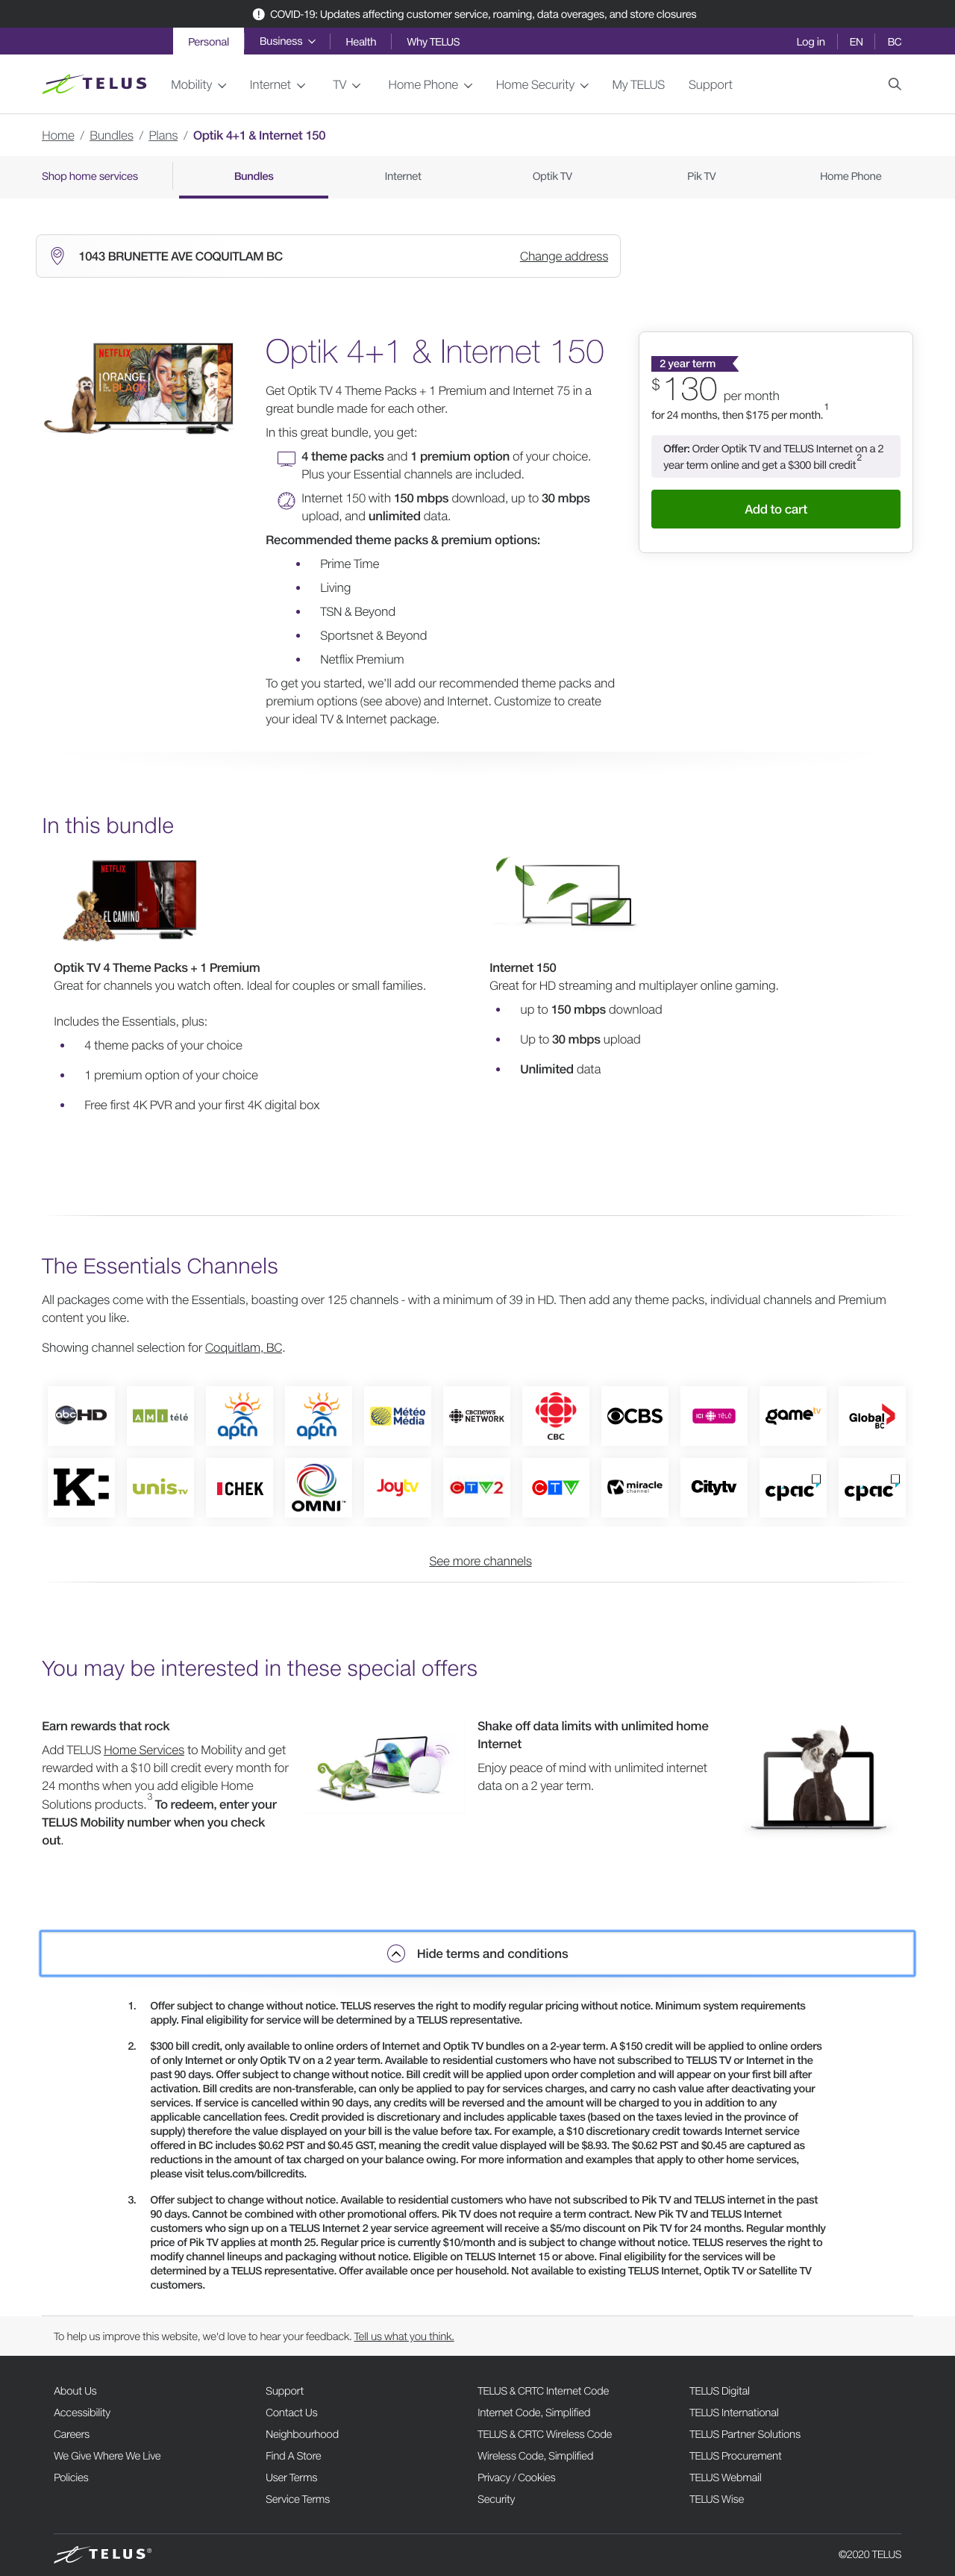 COVID-19: Updates affecting customer service, roaming, data overages, and store closures
Personal
Business
Health
Why TELUS
Log in
EN
BC
TELUS
Mobility
Internet
TV
Home Phone
Home Security
My TELUS
Support
Home / Bundles / Plans / Optik 4+1 & Internet 150
Shop home services
Bundles
Internet
Optik TV
Pik TV
Home Phone
1043 BRUNETTE AVE COQUITLAM BC
Change address
NETFLIX
ORANGE
IS THE NEW
BLACK
Optik 4+1 & Internet 150
Get Optik TV 4 Theme Packs + 1 Premium and Internet 75 in a
great bundle made for each other.
In this great bundle, you get:
4 theme packs and 1 premium option of your choice.
Plus your Essential channels are included.
Internet 150 with 150 mbps download, up to 30 mbps
upload, and unlimited data.
Recommended theme packs & premium options:
Prime Time
Living
TSN & Beyond
Sportsnet & Beyond
Netflix Premium
To get you started, we'll add our recommended theme packs and
premium options (see above) and Internet. Customize to create
your ideal TV & Internet package.
2 year term
$130 per month
for 24 months, then $175 per month.1
Offer: Order Optik TV and TELUS Internet on a 2
year term online and get a $300 bill credit2
Add to cart
In this bundle
NETFLIX
EL CAMINO
Optik TV 4 Theme Packs + 1 Premium
Great for channels you watch often. Ideal for couples or small families.
Includes the Essentials, plus:
4 theme packs of your choice
1 premium option of your choice
Free first 4K PVR and your first 4K digital box
Internet 150
Great for HD streaming and multiplayer online gaming.
up to 150 mbps download
Up to 30 mbps upload
Unlimited data
The Essentials Channels
All packages come with the Essentials, boasting over 125 channels - with a minimum of 39 in HD. Then add any theme packs, individual channels and Premium
content you like.
Showing channel selection for Coquitlam, BC.
abc HD
AMI télé
aptn
aptn
Météo Média
CBC news NETWORK
CBC
CBS
ICI TÉLÉ
game tv
Global BC
K:
unis TV
CHEK
OMNI™
Joytv
CTV2
CTV
miracle channel
Citytv
cpac
cpac
See more channels
You may be interested in these special offers
Earn rewards that rock
Add TELUS Home Services to Mobility and get
rewarded with a $10 bill credit every month for
24 months when you add eligible Home
Solutions products.3 To redeem, enter your
TELUS Mobility number when you check
out.
Shake off data limits with unlimited home
Internet
Enjoy peace of mind with unlimited internet
data on a 2 year term.
Hide terms and conditions
1. Offer subject to change without notice. TELUS reserves the right to modify regular pricing without notice. Minimum system requirements
apply. Final eligibility for service will be determined by a TELUS representative.
2. $300 bill credit, only available to online orders of Internet and Optik TV bundles on a 2-year term. A $150 credit will be applied to online orders
of only Internet or only Optik TV on a 2 year term. Available to residential customers who have not subscribed to TELUS TV or Internet in the
past 90 days. Offer subject to change without notice. Bill credit will be applied upon order completion and will appear on your first bill after
activation. Bill credits are non-transferable, can only be applied to pay for services charges, and carry no cash value after deactivating your
services. If service is cancelled within 90 days, any credits will be reversed and the amount will be charged to you in addition to any
applicable cancellation fees. Credit provided is discretionary and includes applicable taxes (based on the taxes levied in the province of
supply) therefore the value displayed on your bill is the value before tax. For example, a $10 discretionary credit towards Internet service
offered in BC includes $0.62 PST and $0.45 GST, meaning the credit value displayed will be $8.93. The $0.62 PST and $0.45 are captured as
reductions in the amount of tax charged on your balance owing. For more information and examples that apply to other home services,
please visit telus.com/billcredits.
3. Offer subject to change without notice. Available to residential customers who have not subscribed to Pik TV and TELUS internet in the past
90 days. Cannot be combined with other promotional offers. Pik TV does not require a term contract. New Pik TV and TELUS Internet
customers who sign up on a TELUS Internet 2 year service agreement will receive a $5/mo discount on Pik TV for 24 months. Regular monthly
price of Pik TV applies at month 25. Regular price is currently $10/month and is subject to change without notice. TELUS reserves the right to
modify channel lineups and packaging without notice. Eligible on TELUS Internet 15 or above. Final eligibility for the services will be
determined by a TELUS representative. Offer available once per household. Not available to existing TELUS Internet, Optik TV or Satellite TV
customers.
To help us improve this website, we'd love to hear your feedback. Tell us what you think.
About Us
Accessibility
Careers
We Give Where We Live
Policies
Support
Contact Us
Neighbourhood
Find A Store
User Terms
Service Terms
TELUS & CRTC Internet Code
Internet Code, Simplified
TELUS & CRTC Wireless Code
Wireless Code, Simplified
Privacy / Cookies
Security
TELUS Digital
TELUS International
TELUS Partner Solutions
TELUS Procurement
TELUS Webmail
TELUS Wise
TELUS®
©2020 TELUS